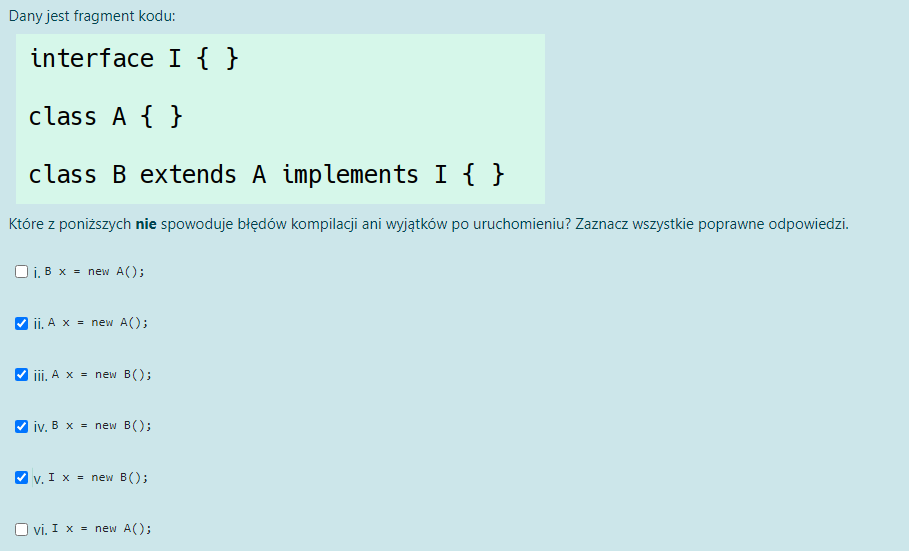 Dany jest fragment kodu:
interface I { }
class A { }
class B extends A implements I { }
Które z poniższych nie spowoduje błędów kompilacji ani wyjątków po uruchomieniu? Zaznacz wszystkie poprawne odpowiedzi.
i. B x = new A();
ii. A x = new A();
iii. A x = new B();
iv. B x = new B();
v. I x = new B();
vi. I x = new A();